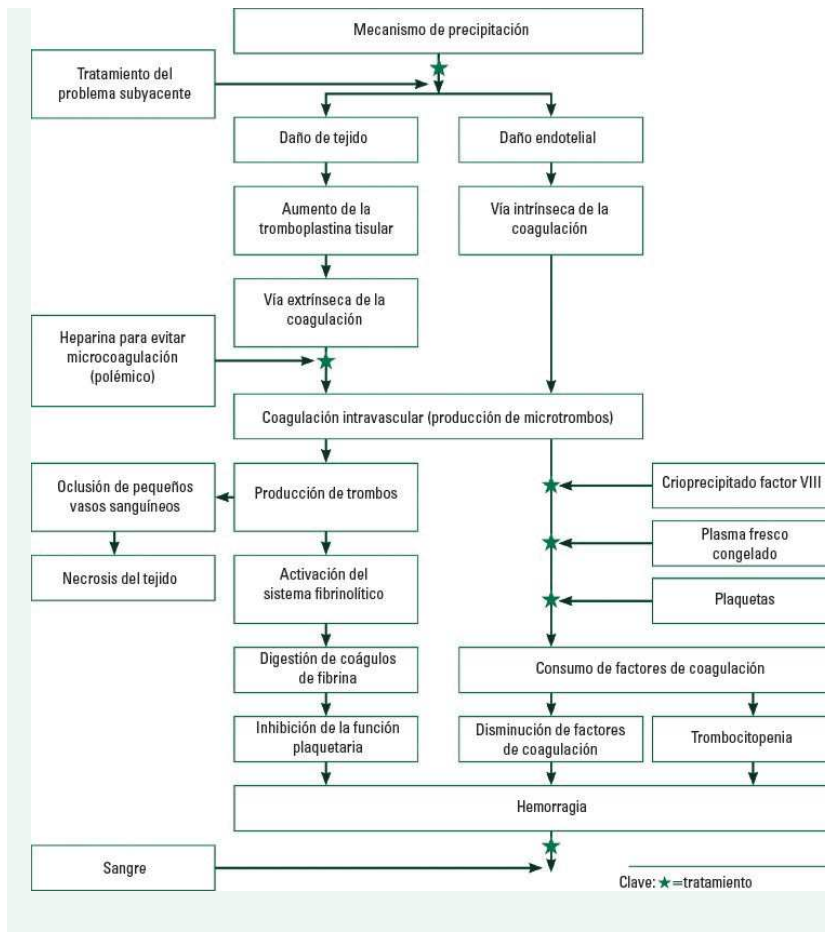 Mecanismo de precipitación
Tratamiento del
problema subyacente
Daño de tejido
Daño endotelial
Aumento de la
tromboplastina tisular
Vía intrínseca de la
coagulación
Vía extrínseca de la
coagulación
Heparina para evitar
microcoagulación
(polémico)
Coagulación intravascular (producción de microtrombos)
Oclusión de pequeños
vasos sanguíneos
Producción de trombos
Crioprecipitado factor VIII
Plasma fresco
congelado
Necrosis del tejido
Activación del
sistema fibrinolítico
Plaquetas
Digestión de coágulos
de fibrina
Consumo de factores de coagulación
Inhibición de la función
plaquetaria
Disminución de factores
de coagulación
Trombocitopenia
Hemorragia
Sangre
Clave: ★=tratamiento